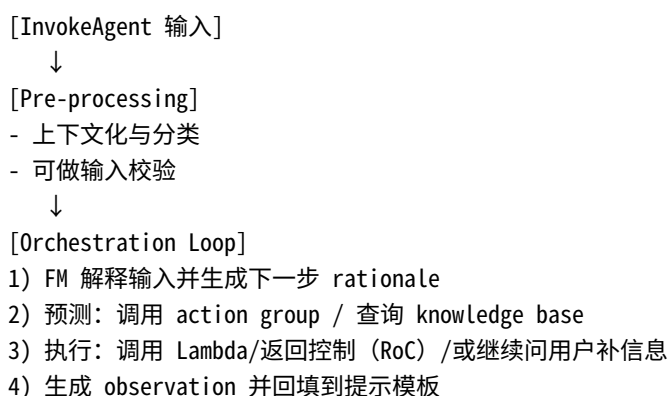 [InvokeAgent 输入]
↓
[Pre-processing]
- 上下文化与分类
- 可做输入校验
↓
[Orchestration Loop]
1) FM 解释输入并生成下一步 rationale
2) 预测：调用 action group / 查询 knowledge base
3) 执行：调用 Lambda/返回控制（RoC）/或继续问用户补信息
4) 生成 observation 并回填到提示模板